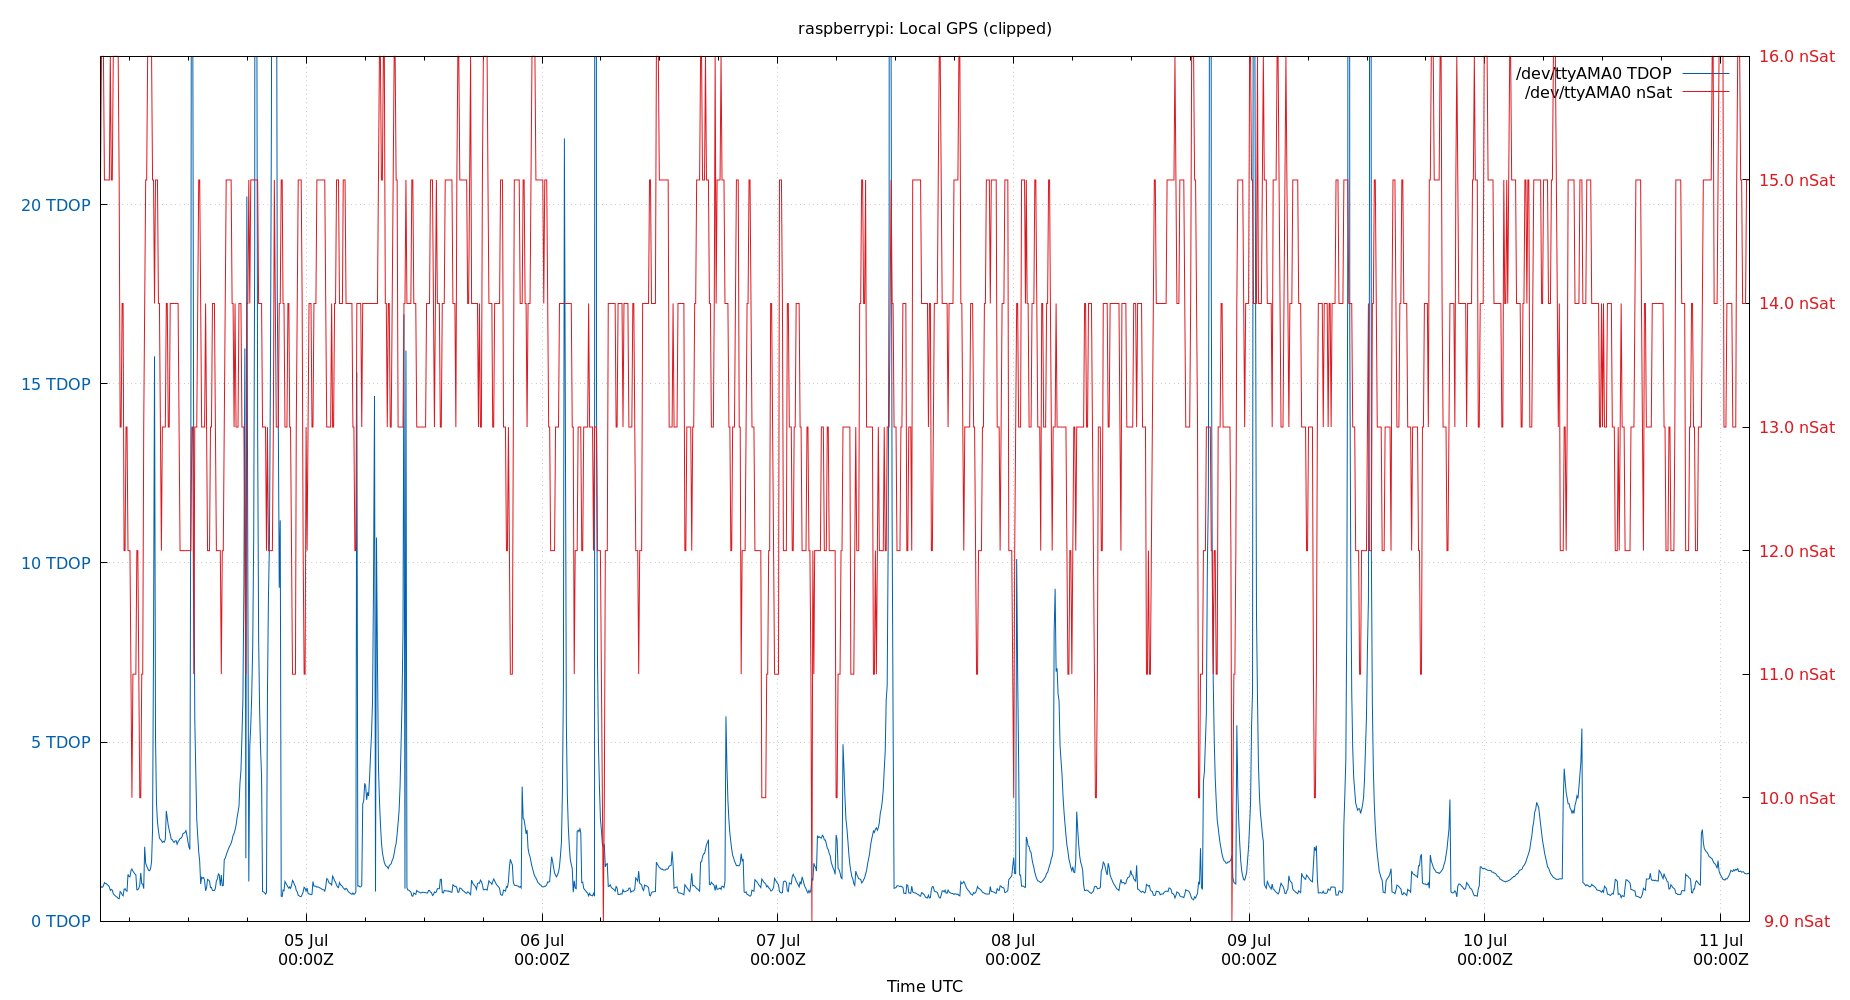 raspberrypi: Local GPS (clipped)
/dev/ttyAMA0 TDOP
/dev/ttyAMA0 nSat
20 TDOP
15 TDOP
10 TDOP
5 TDOP
0 TDOP
16.0 nSat
15.0 nSat
14.0 nSat
13.0 nSat
12.0 nSat
11.0 nSat
10.0 nSat
9.0 nSat
05 Jul
00:00Z
06 Jul
00:00Z
07 Jul
00:00Z
08 Jul
00:00Z
09 Jul
00:00Z
10 Jul
00:00Z
11 Jul
00:00Z
Time UTC